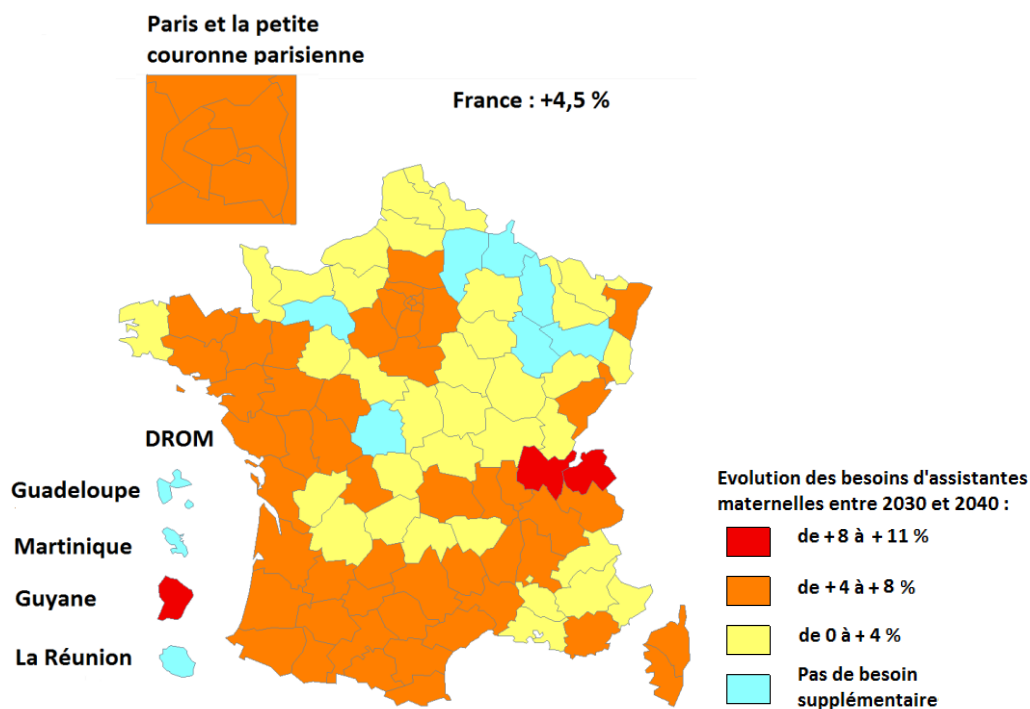 Paris et la petite
couronne parisienne
France : +4,5 %
DROM
Guadeloupe
Martinique
Guyane
La Réunion
Evolution des besoins d'assistantes
maternelles entre 2030 et 2040 :
de + 8 à + 11 %
de + 4 à + 8 %
de 0 à + 4 %
Pas de besoin
supplémentaire